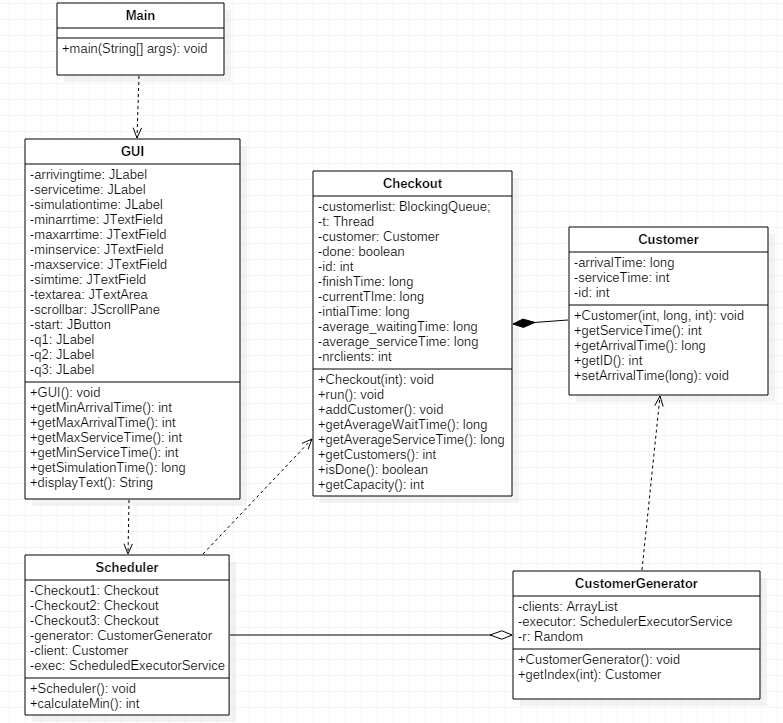 Main
+main(String[] args): void
GUI
-arrivingtime: JLabel
-servicetime: JLabel
-simulationtime: JLabel
-minarrtime: JTextField
-maxarrtime: JTextField
-minservice: JTextField
-maxservice: JTextField
-simtime: JTextField
-textarea: JTextArea
-scrollbar: JScrollPane
-start: JButton
-q1: JLabel
-q2: JLabel
-q3: JLabel
+GUI(): void
+getMinArrivalTime(): int
+getMaxArrivalTime(): int
+getMaxServiceTime(): int
+getMinServiceTime(): int
+getSimulationTime(): long
+displayText(): String
Checkout
-customerlist: BlockingQueue;
-t: Thread
-customer: Customer
-done: boolean
-id: int
-finishTime: long
-currentTIme: long
-intialTime: long
-average_waitingTime: long
-average_serviceTime: long
-nrclients: int
+Checkout(int): void
+run(): void
+addCustomer(): void
+getAverageWaitTime(): long
+getAverageServiceTime(): long
+getCustomers(): int
+isDone(): boolean
+getCapacity(): int
Customer
-arrivalTime: long
-serviceTime: int
-id: int
+Customer(int, long, int): void
+getServiceTime(): int
+getArrivalTime(): long
+getID(): int
+setArrivalTime(long): void
Scheduler
-Checkout1: Checkout
-Checkout2: Checkout
-Checkout3: Checkout
-generator: CustomerGenerator
-client: Customer
-exec: ScheduledExecutorService
+Scheduler(): void
+calculateMin(): int
CustomerGenerator
-clients: ArrayList
-executor: SchedulerExecutorService
-r: Random
+CustomerGenerator(): void
+getIndex(int): Customer